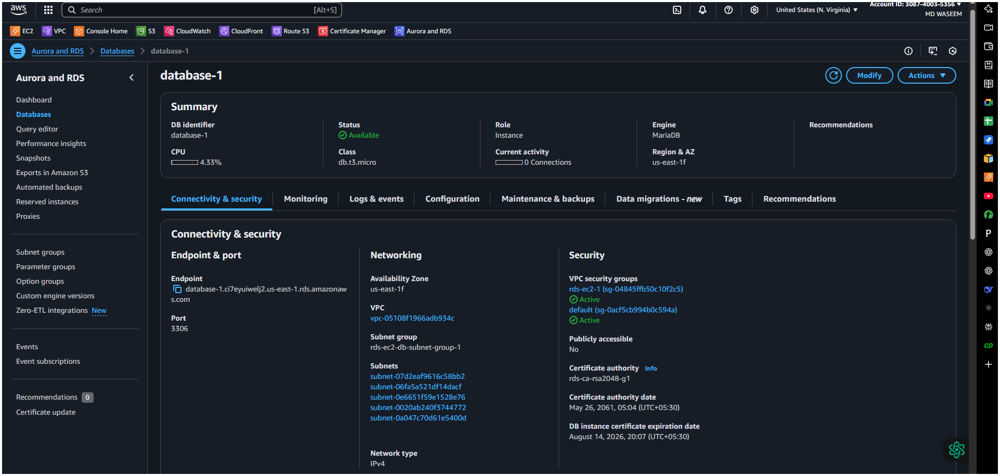 aws
Search
[Alt+S]
United States (N. Virginia)
Account ID: 3087-4003-5356
MD WASEEM
EC2
VPC
Console Home
S3
CloudWatch
CloudFront
Route 53
Certificate Manager
Aurora and RDS
Aurora and RDS
Databases
database-1
Aurora and RDS
Dashboard
Databases
Query editor
Performance insights
Snapshots
Exports in Amazon S3
Automated backups
Reserved instances
Proxies
Subnet groups
Parameter groups
Option groups
Custom engine versions
Zero-ETL integrations New
Events
Event subscriptions
Recommendations 0
Certificate update
database-1
Modify
Actions
Summary
DB identifier
database-1
CPU
4.33%
Status
Available
Class
db.t3.micro
Role
Instance
Current activity
0 Connections
Engine
MariaDB
Region & AZ
us-east-1f
Recommendations
Connectivity & security
Monitoring
Logs & events
Configuration
Maintenance & backups
Data migrations - new
Tags
Recommendations
Connectivity & security
Endpoint & port
Endpoint
database-1.ci7eyuiwelj2.us-east-1.rds.amazonaw
s.com
Port
3306
Networking
Availability Zone
us-east-1f
VPC
vpc-05108f1966adb934c
Subnet group
rds-ec2-db-subnet-group-1
Subnets
subnet-07d2eaf9616c58bb2
subnet-06fa5a521df14dacf
subnet-0e6651f59e1528e76
subnet-0020ab240f3744772
subnet-0a047c70d61e5400d
Network type
IPv4
Security
VPC security groups
rds-ec2-1 (sg-04845ffb50c10f2c5)
Active
default (sg-0acf5cb994b0c594a)
Active
Publicly accessible
No
Certificate authority Info
rds-ca-rsa2048-g1
Certificate authority date
May 26, 2061, 05:04 (UTC+05:30)
DB instance certificate expiration date
August 14, 2026, 20:07 (UTC+05:30)
P
CD